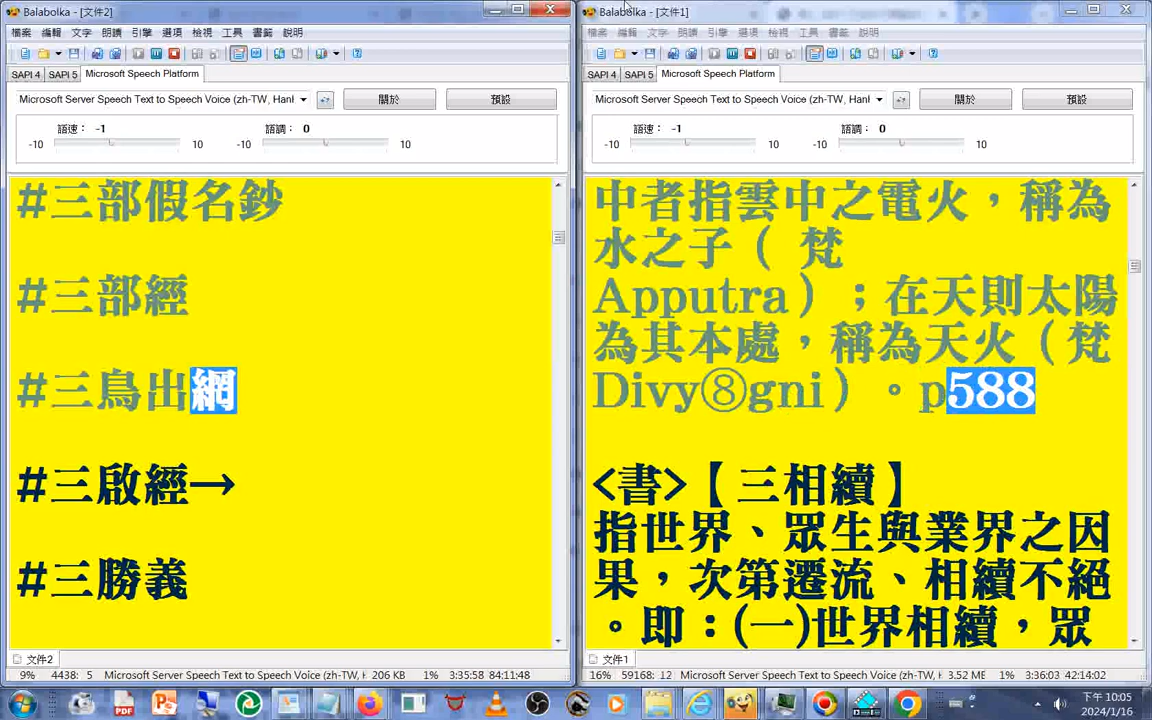 Balabolka - [文件2]
檔案 編輯 文字 朗讀 引擎 選項 檢視 工具 書籤 說明
SAPI 4 SAPI 5 Microsoft Speech Platform
Microsoft Server Speech Text to Speech Voice (zh-TW, Hanl
關於 預設
語速： -1 語調： 0
-10 10 -10 10
#三部假名鈔
#三部經
#三鳥出網
#三啟經→
#三勝義
文件2
9% 4438: 5 Microsoft Server Speech Text to Speech Voice (zh-TW, H 206 KB 1% 3:35:58 84:11:48
Balabolka - [文件1]
檔案 編輯 文字 朗讀 引擎 選項 檢視 工具 書籤 說明
SAPI 4 SAPI 5 Microsoft Speech Platform
Microsoft Server Speech Text to Speech Voice (zh-TW, Hanl
關於 預設
語速： -1 語調： 0
-10 10 -10 10
中者指雲中之電火，稱為
水之子（ 梵
Apputra）；在天則太陽
為其本處，稱為天火（梵
Divy⑧gni）。p588
<書>【三相續】
指世界、眾生與業界之因
果，次第遷流、相續不絕
。即：(一)世界相續，眾
文件1
16% 59168: 12 Microsoft Server Speech Text to Speech Voice (zh-TW, H 3.52 MB 1% 3:36:03 42:14:02
下午 10:05
2024/1/16